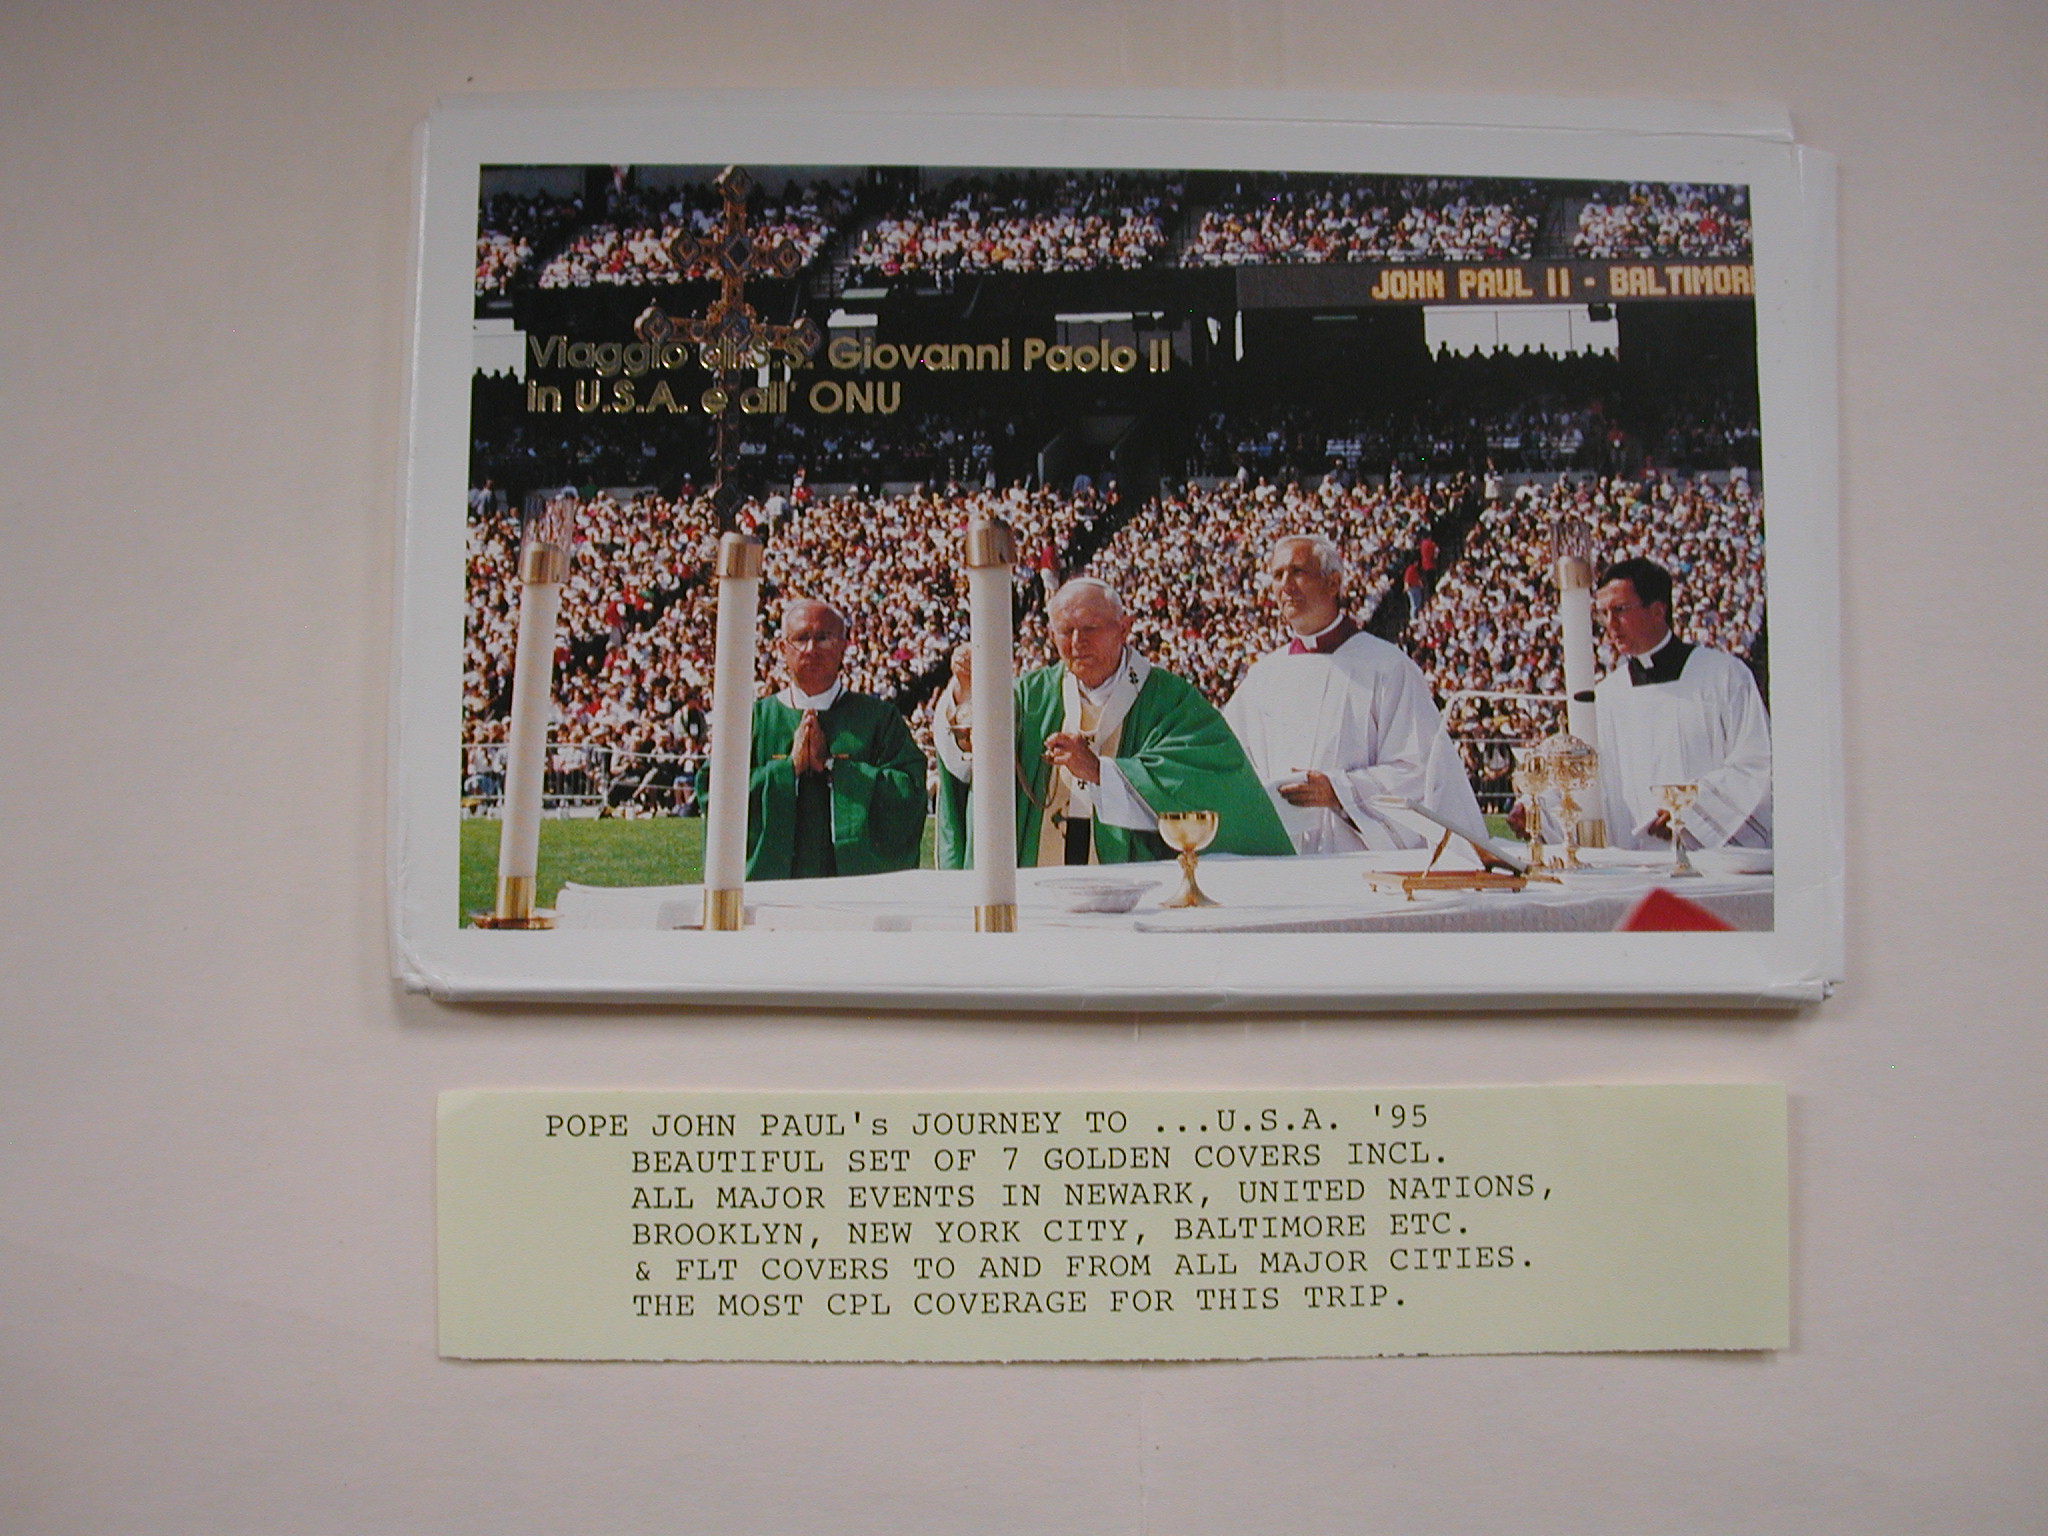 JOHN PAUL II - BALTIMOR
Viaggio di S.S. Giovanni Paolo II
in U.S.A. e all' ONU
POPE JOHN PAUL's JOURNEY TO ...U.S.A. '95
BEAUTIFUL SET OF 7 GOLDEN COVERS INCL.
ALL MAJOR EVENTS IN NEWARK, UNITED NATIONS,
BROOKLYN, NEW YORK CITY, BALTIMORE ETC.
& FLT COVERS TO AND FROM ALL MAJOR CITIES.
THE MOST CPL COVERAGE FOR THIS TRIP.